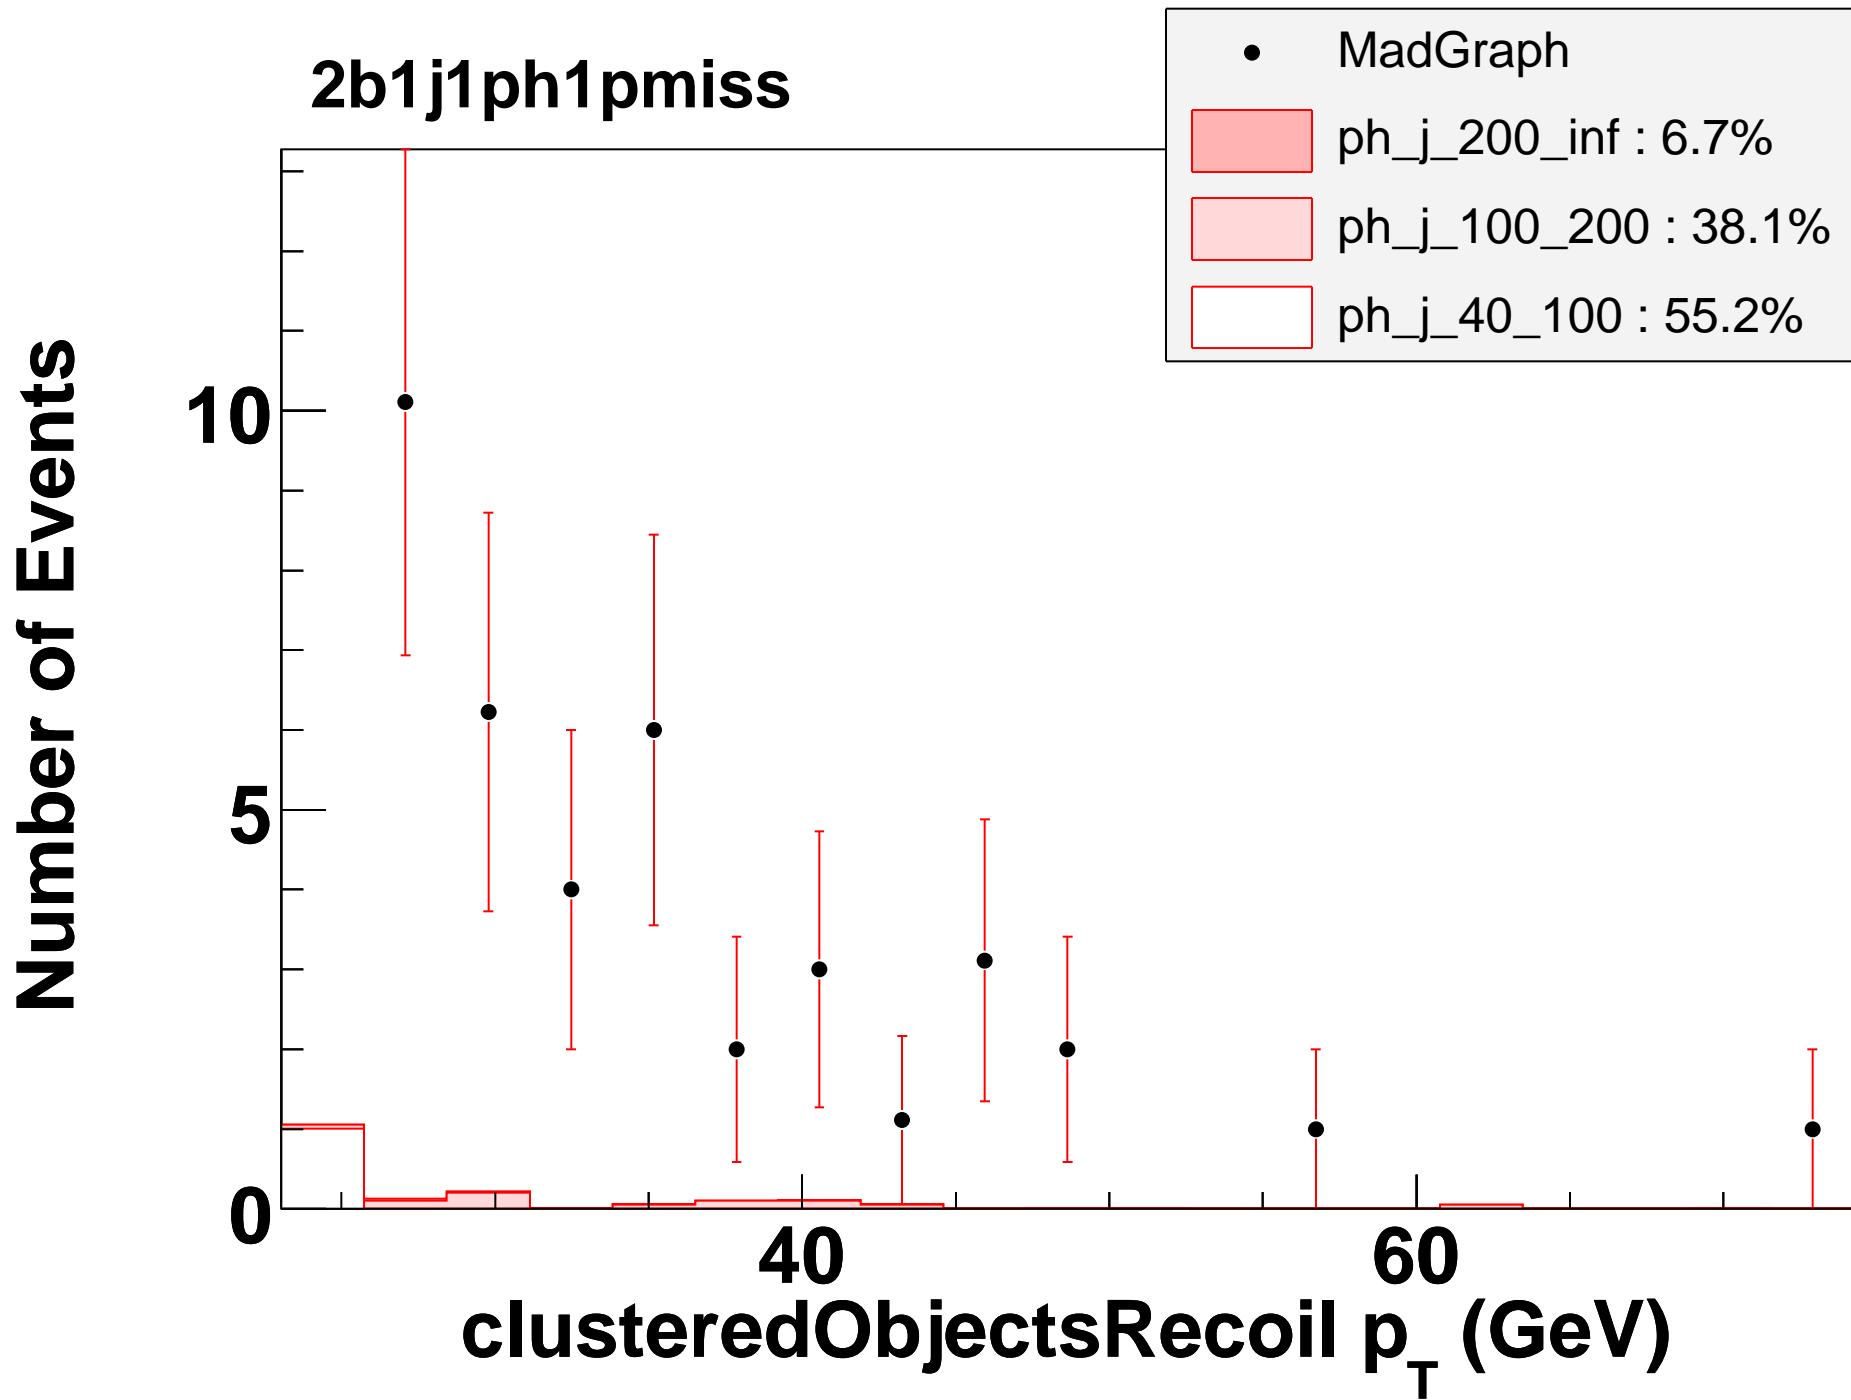 2b1j1ph1pmiss
MadGraph
ph_j_200_inf : 6.7%
ph_j_100_200 : 38.1%
ph_j_40_100 : 55.2%
Number of Events
10
5
0
40
60
clusteredObjectsRecoil p_T (GeV)